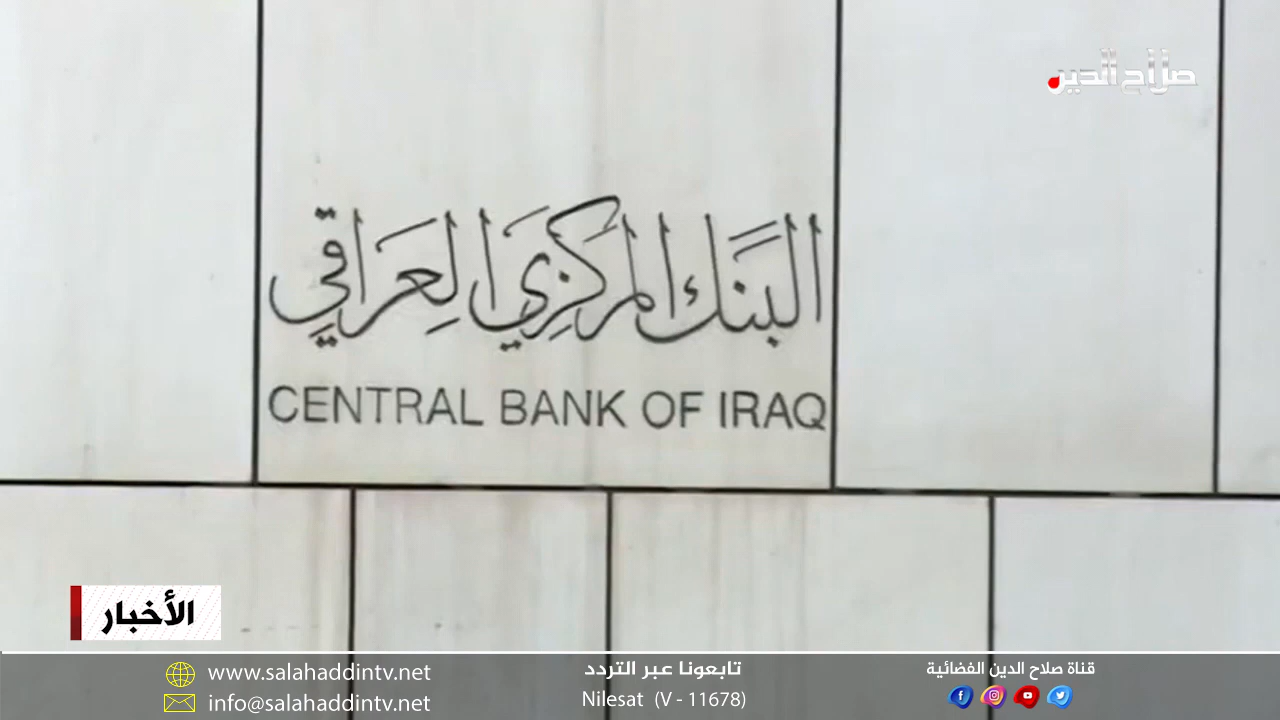 صلاح الدين
البنك المركزي العراقي
CENTRAL BANK OF IRAQ
الأخبار
www.salahaddintv.net
info@salahaddintv.net
تابعونا عبر التردد
Nilesat (V - 11678)
قناة صلاح الدين الفضائية